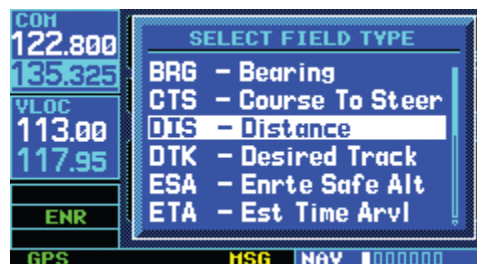 COM
122.800
135.325
VLOC
113.00
117.95
ENR
GPS
SELECT FIELD TYPE
BRG – Bearing
CTS – Course To Steer
DIS – Distance
DTK – Desired Track
ESA – Enrte Safe Alt
ETA – Est Time Arvl
MSG
NAV